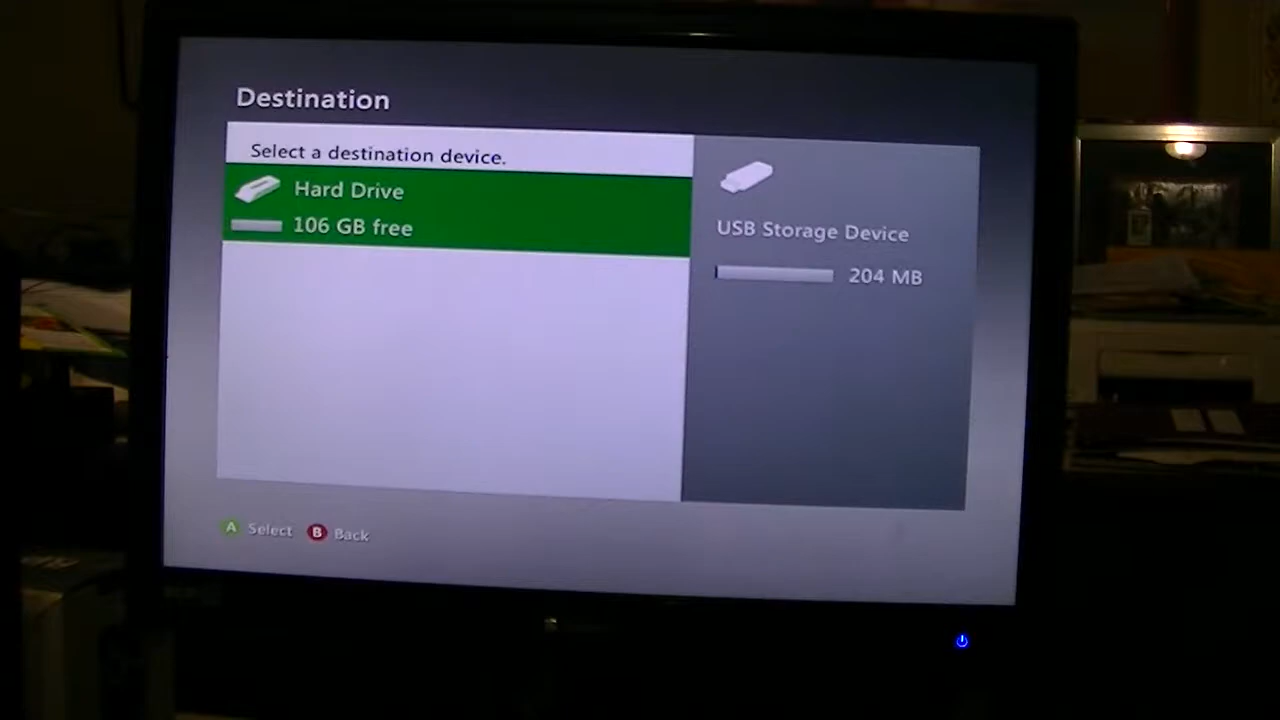 Destination
Select a destination device.
Hard Drive
106 GB free
USB Storage Device
204 MB
A Select B Back